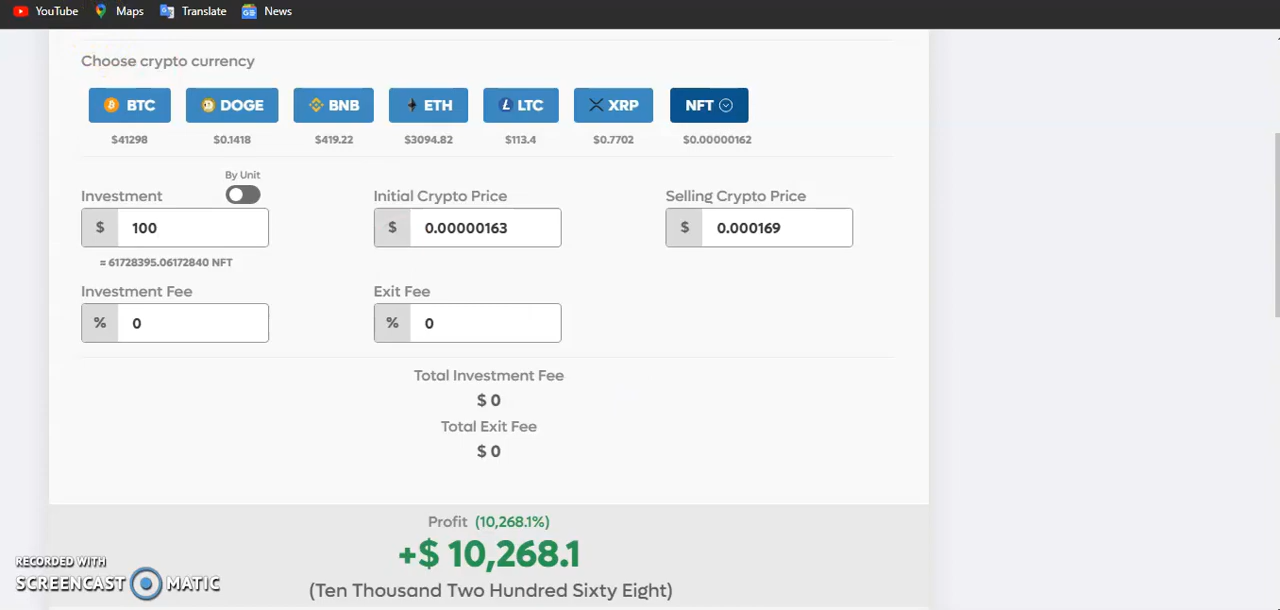 YouTube Maps Translate News
Choose crypto currency
BTC DOGE BNB ETH LTC XRP NFT
$41298 $0.1418 $419.22 $3094.82 $113.4 $0.7702 $0.00000162
By Unit
Investment Initial Crypto Price Selling Crypto Price
$ 100 $ 0.00000163 $ 0.000169
= 61728395.06172840 NFT
Investment Fee Exit Fee
% 0 % 0
Total Investment Fee
$ 0
Total Exit Fee
$ 0
Profit (10,268.1%)
+$ 10,268.1
(Ten Thousand Two Hundred Sixty Eight)
RECORDED WITH
SCREENCAST MATIC